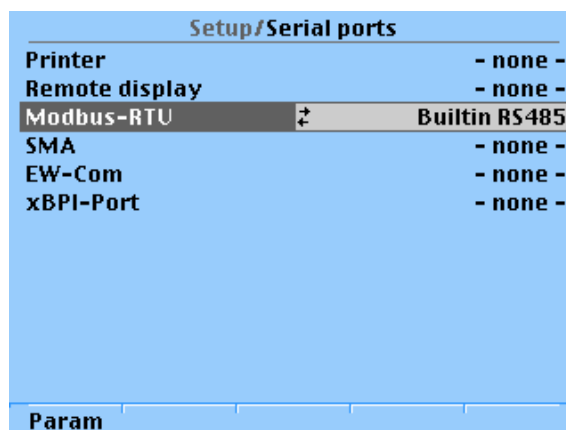 Setup/Serial ports
Printer - none -
Remote display - none -
Modbus-RTU Builtin RS485
SMA - none -
EW-Com - none -
xBPI-Port - none -
Param